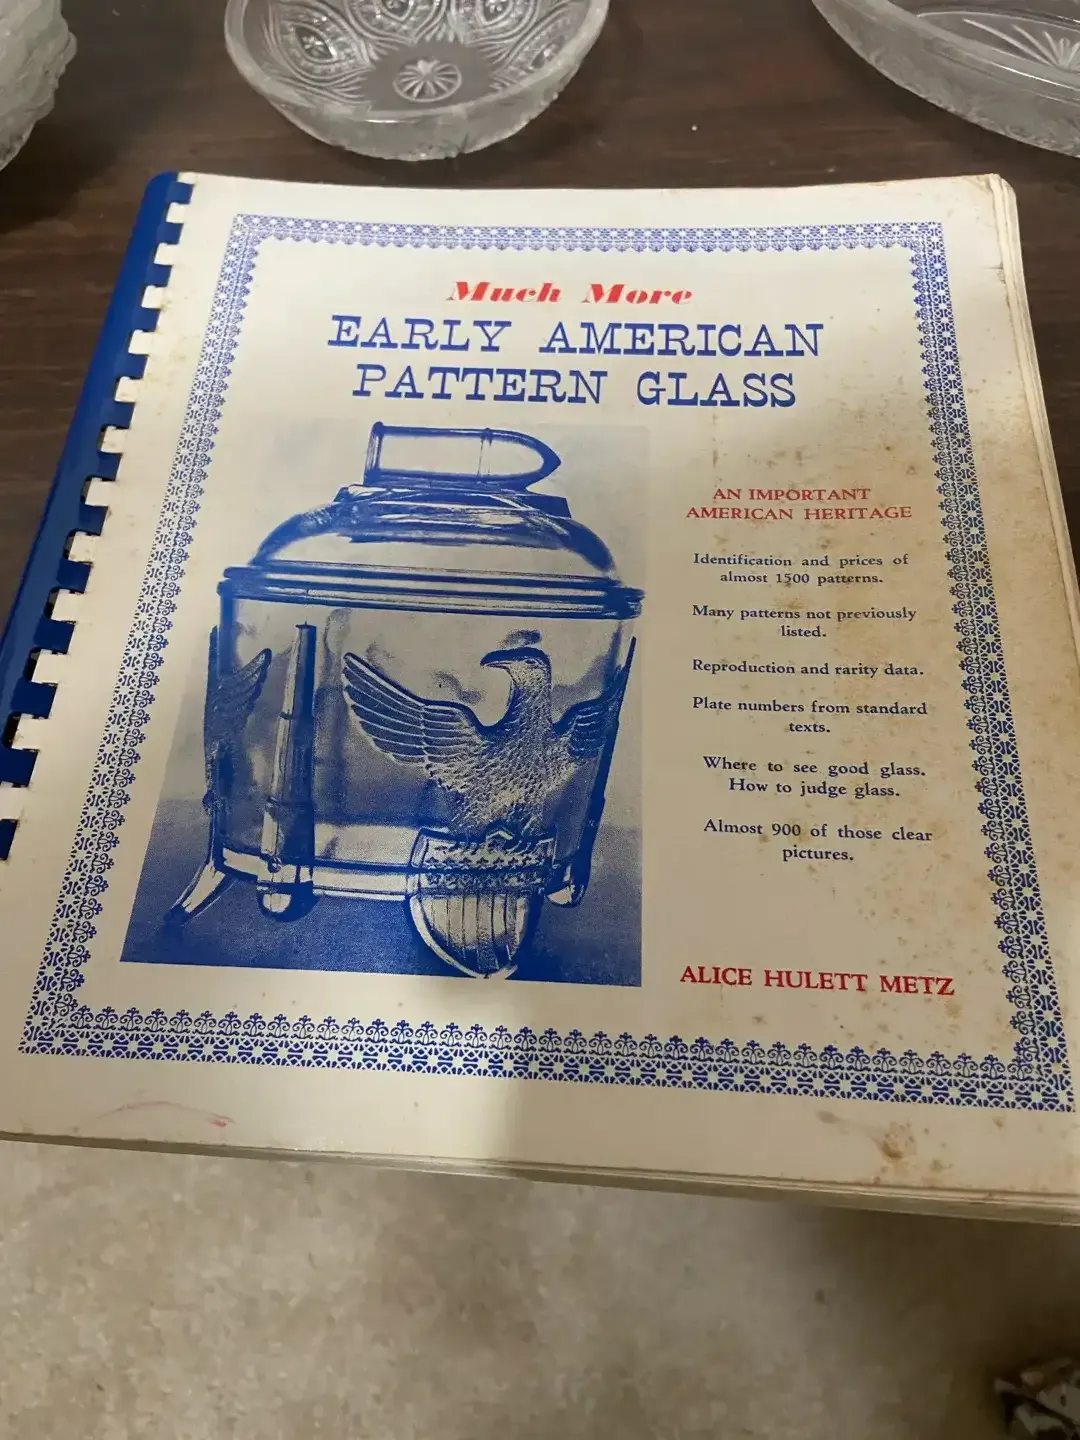 Much More
EARLY AMERICAN
PATTERN GLASS
AN IMPORTANT
AMERICAN HERITAGE
Identification and prices of
almost 1500 patterns.
Many patterns not previously
listed.
Reproduction and rarity data.
Plate numbers from standard
texts.
Where to see good glass.
How to judge glass.
Almost 900 of those clear
pictures.
ALICE HULETT METZ